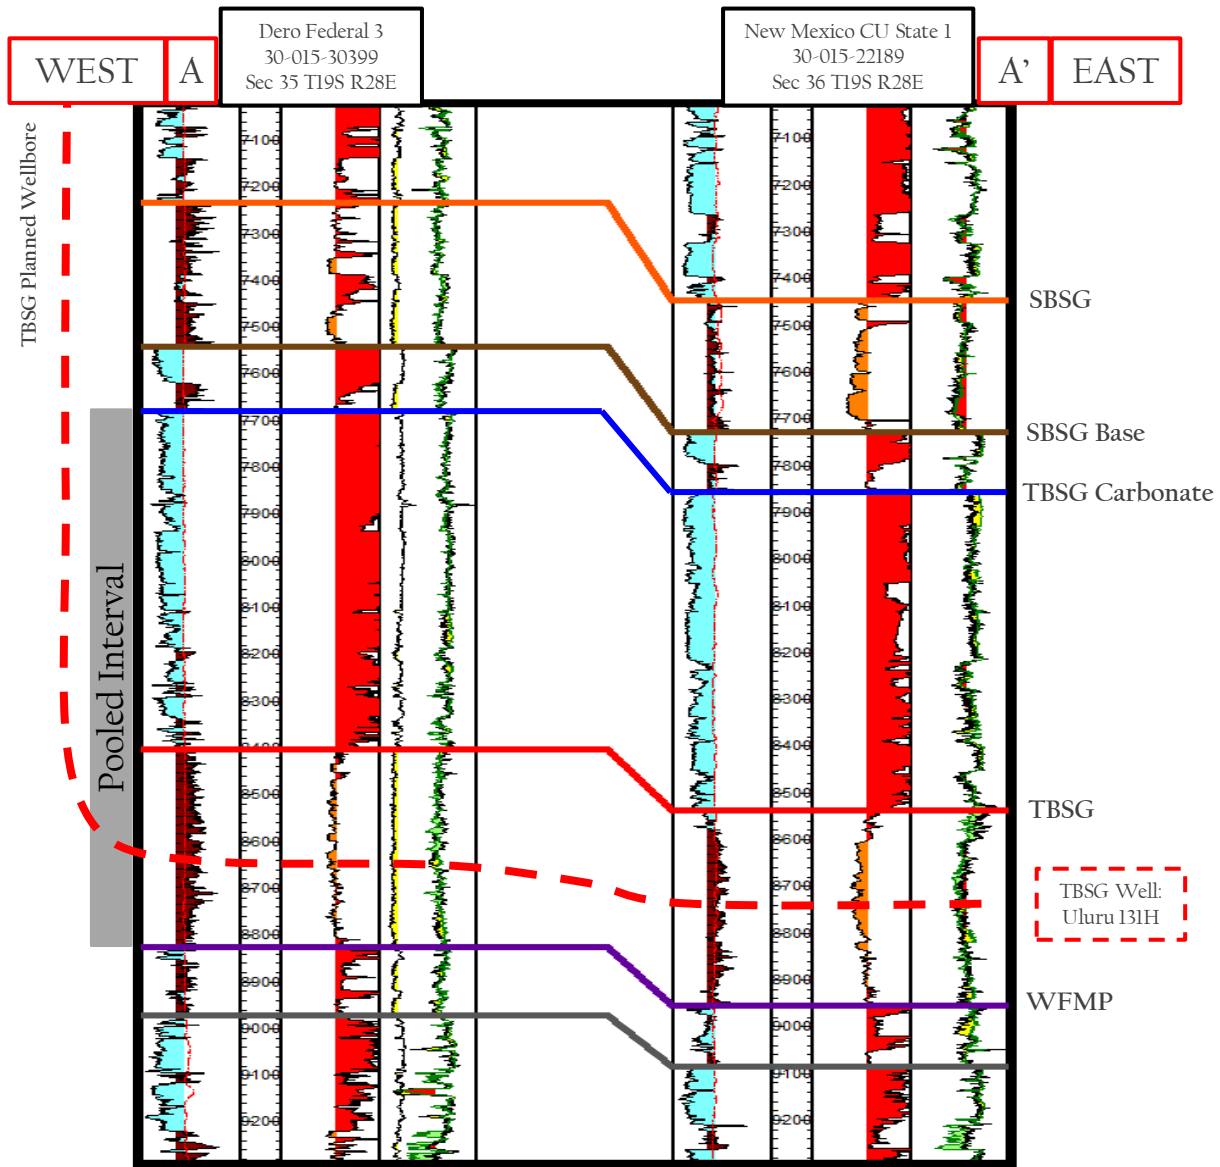 WEST
A
Dero Federal 3
30-015-30399
Sec 35 T19S R28E
New Mexico CU State 1
30-015-22189
Sec 36 T19S R28E
A’
EAST
TBSG Planned Wellbore
Pooled Interval
7100
7200
7300
7400
7500
7600
7700
7800
7900
8000
8100
8200
8300
8400
8500
8600
8700
8800
8900
9000
9100
9200
7100
7200
7300
7400
7500
7600
7700
7800
7900
8000
8100
8200
8300
8400
8500
8600
8700
8800
8900
9000
9100
9200
SBSG
SBSG Base
TBSG Carbonate
TBSG
TBSG Well:
Uluru 131H
WFMP